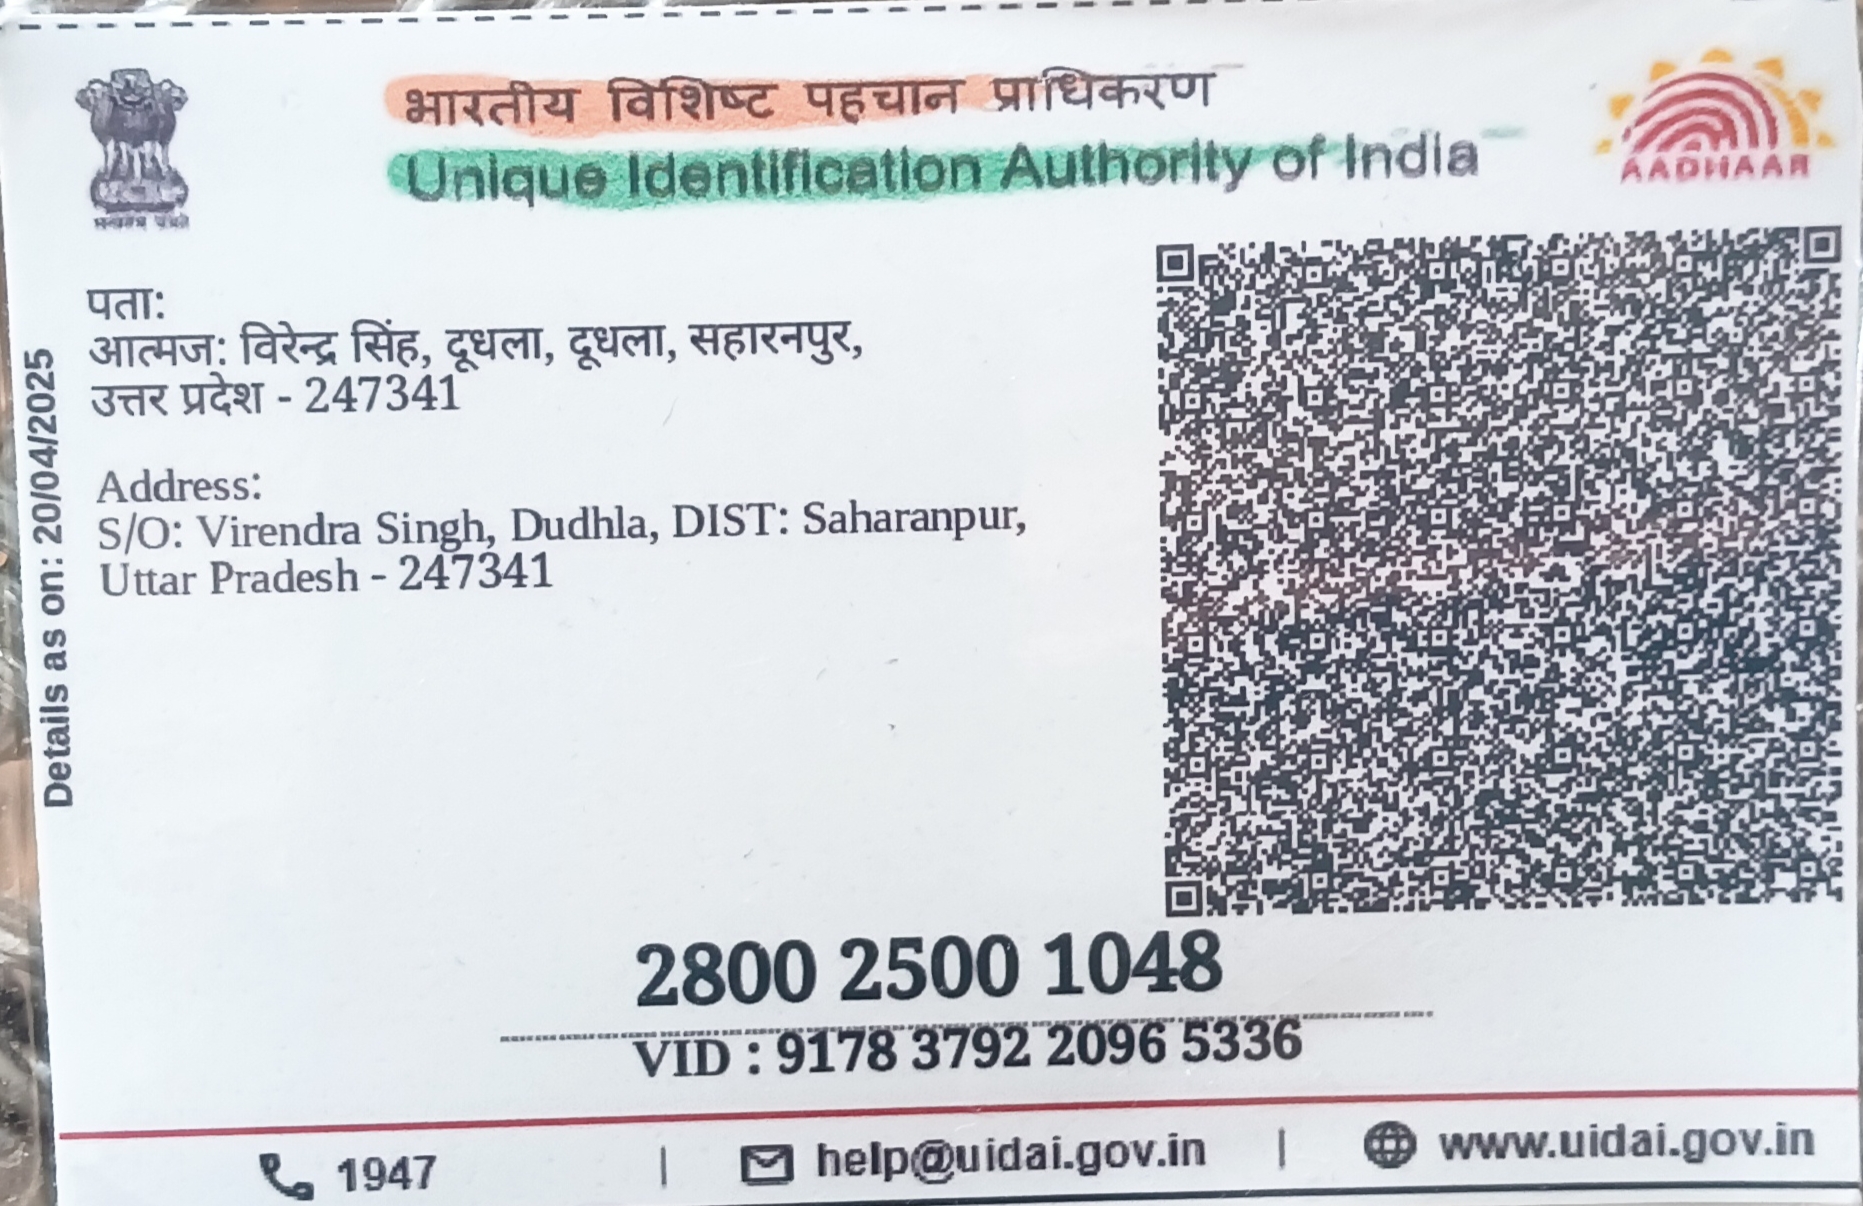 भारतीय विशिष्ट पहचान प्राधिकरण
Unique Identification Authority of India
AADHAAR
पता:
आत्मज: विरेन्द्र सिंह, दूधला, दूधला, सहारनपुर,
उत्तर प्रदेश - 247341
Address:
S/O: Virendra Singh, Dudhla, DIST: Saharanpur,
Uttar Pradesh - 247341
Details as on: 20/04/2025
2800 2500 1048
VID : 9178 3792 2096 5336
1947 | help@uidai.gov.in | www.uidai.gov.in